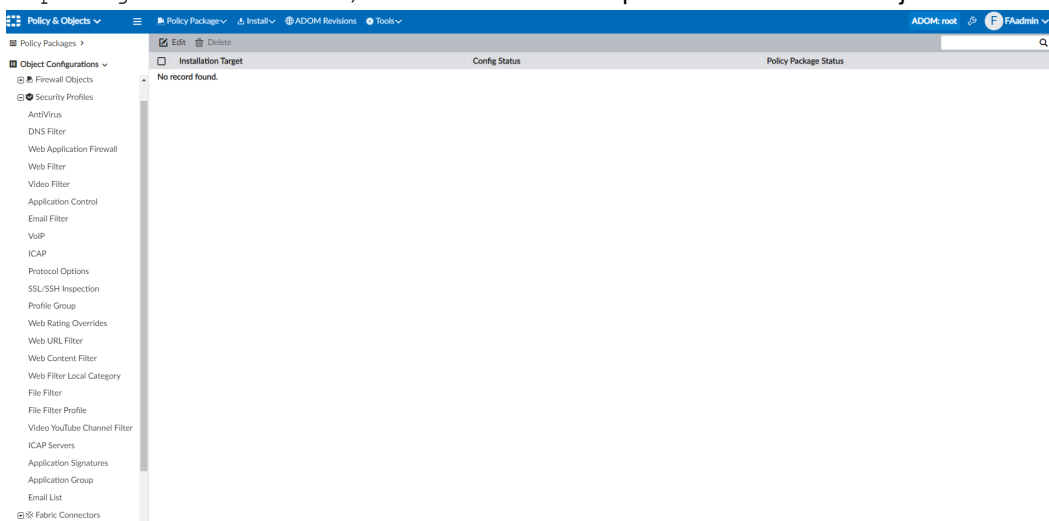 Policy & Objects
Policy Package Install ADOM Revisions Tools
ADOM: root F FAadmin
Policy Packages
Edit Delete
Object Configurations
Installation Target Config Status Policy Package Status
Firewall Objects
No record found.
Security Profiles
AntiVirus
DNS Filter
Web Application Firewall
Web Filter
Video Filter
Application Control
Email Filter
VoIP
ICAP
Protocol Options
SSL/SSH Inspection
Profile Group
Web Rating Overrides
Web URL Filter
Web Content Filter
Web Filter Local Category
File Filter
File Filter Profile
Video YouTube Channel Filter
ICAP Servers
Application Signatures
Application Group
Email List
Fabric Connectors